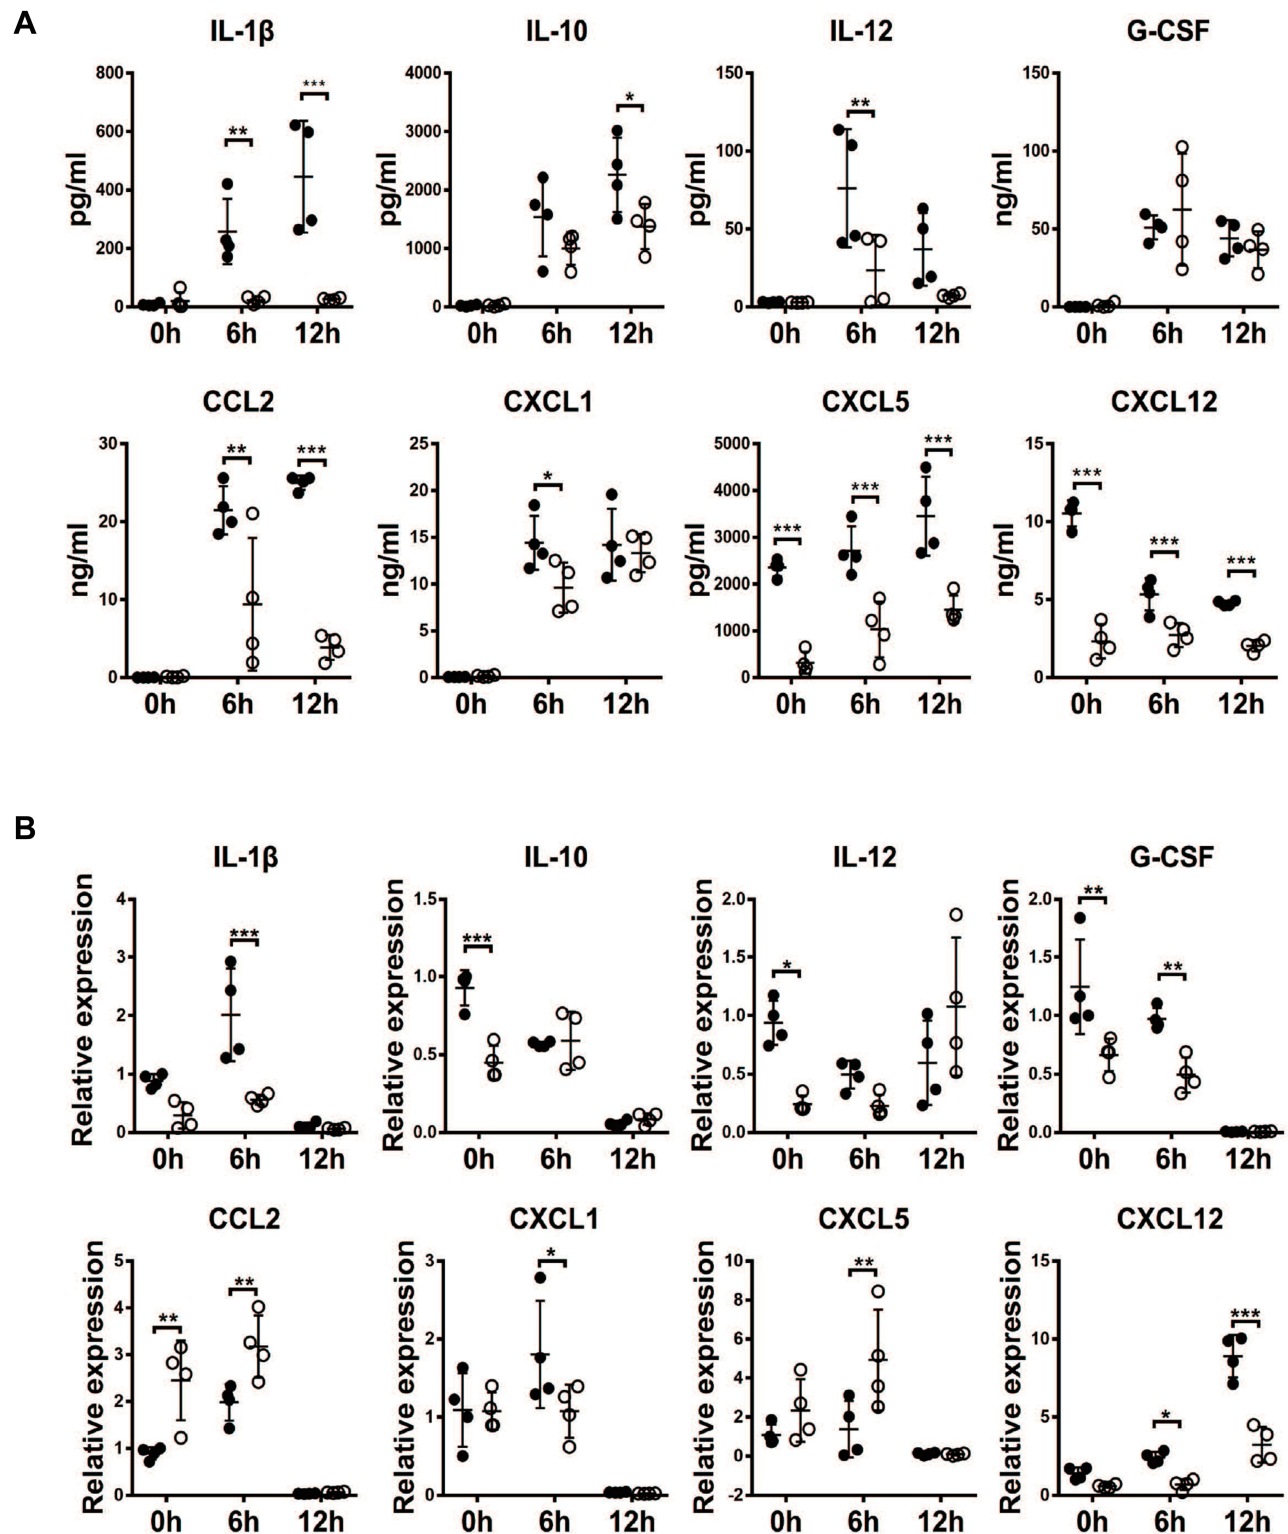 A
IL-1β IL-10 IL-12 G-CSF
800 600 400 200 0 pg/ml ** *** 0h 6h 12h
4000 3000 2000 1000 0 pg/ml * 0h 6h 12h
150 100 50 0 pg/ml ** 0h 6h 12h
150 100 50 0 ng/ml 0h 6h 12h
CCL2 CXCL1 CXCL5 CXCL12
30 20 10 0 ng/ml ** *** 0h 6h 12h
25 20 15 10 5 0 ng/ml * 0h 6h 12h
5000 4000 3000 2000 1000 0 pg/ml *** *** *** 0h 6h 12h
15 10 5 0 ng/ml *** *** *** 0h 6h 12h
B
IL-1β IL-10 IL-12 G-CSF
4 3 2 1 0 Relative expression *** 0h 6h 12h
1.5 1.0 0.5 0.0 Relative expression *** 0h 6h 12h
2.0 1.5 1.0 0.5 0.0 Relative expression * 0h 6h 12h
2.0 1.5 1.0 0.5 0.0 Relative expression ** ** 0h 6h 12h
CCL2 CXCL1 CXCL5 CXCL12
5 4 3 2 1 0 Relative expression ** ** 0h 6h 12h
3 2 1 0 Relative expression * 0h 6h 12h
10 8 6 4 2 0 -2 Relative expression ** 0h 6h 12h
15 10 5 0 Relative expression * *** 0h 6h 12h